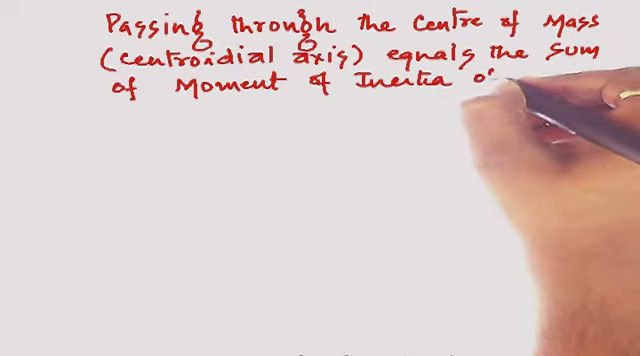 Passing through the Centre of Mass
(centroidial axis) equals the Sum
of Moment of Inertia